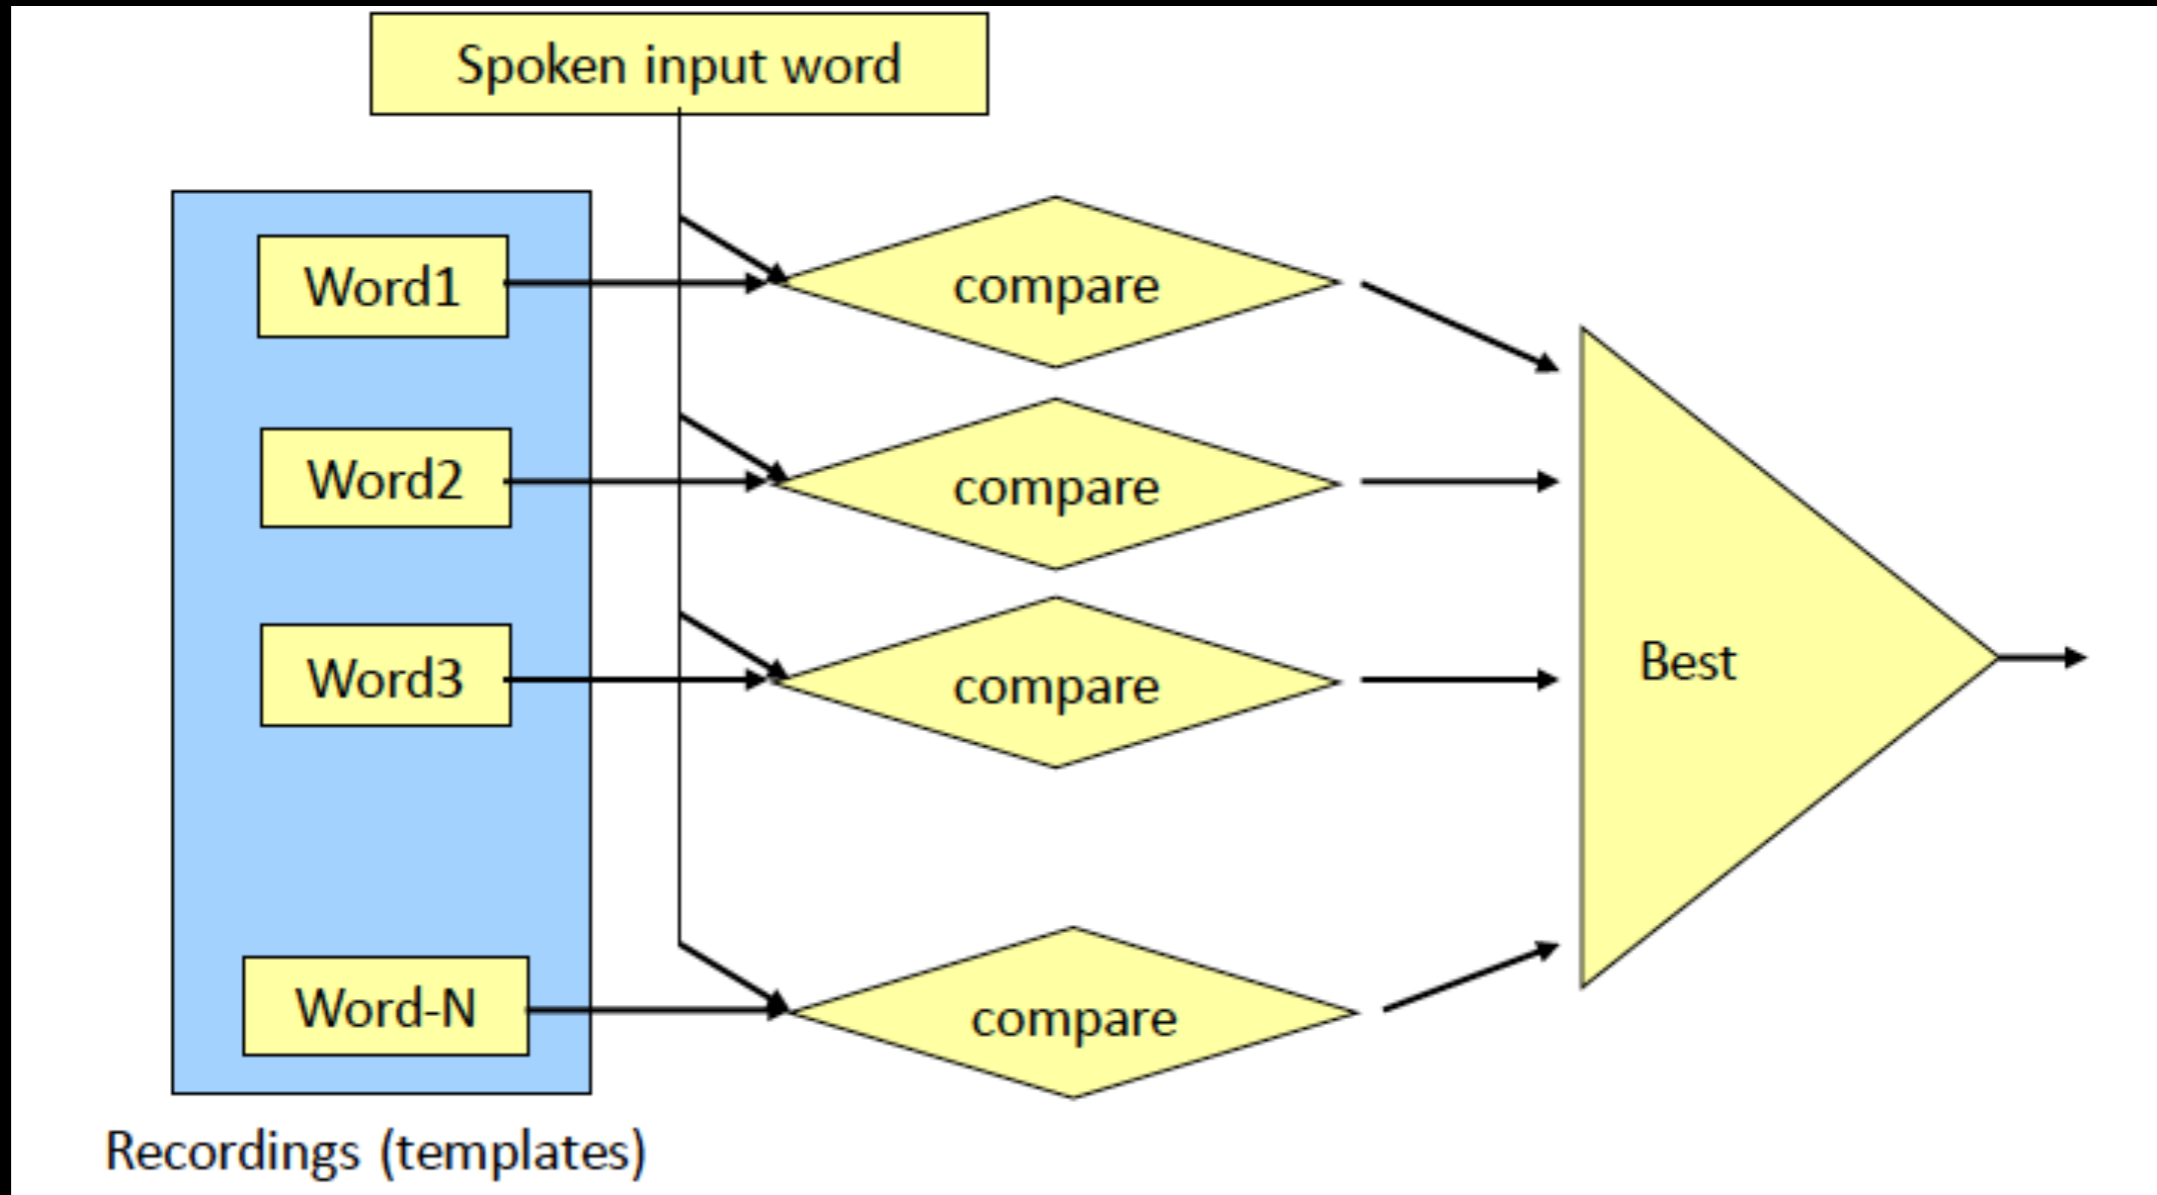 Spoken input word
Word1
compare
Word2
compare
Word3
compare
Best
Word-N
compare
Recordings (templates)